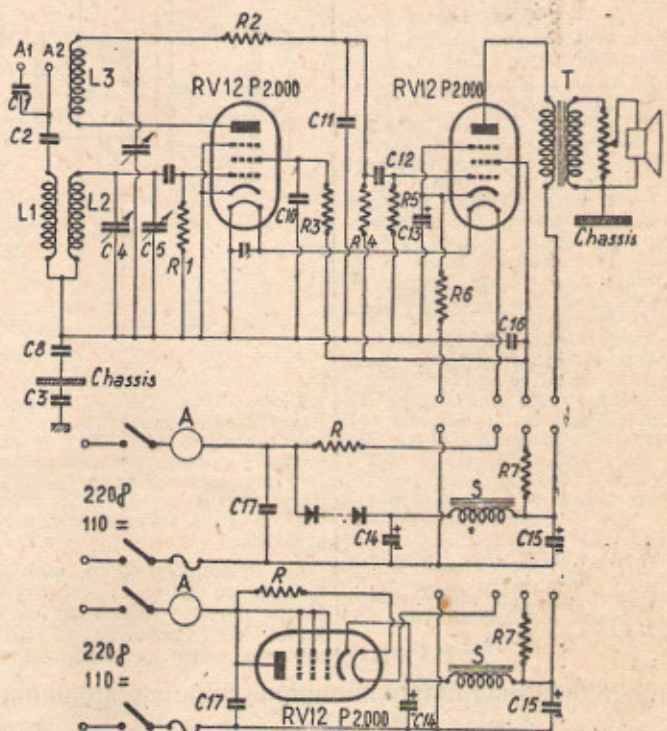 A1 A2
C1
C2
L3
R2
RV12 P2.000
RV12 P2.000
T
C11
C12
L1
L2
C4
C5
R1
C10
R3
R4
C13
R5
R6
C16
Chassis
C8
Chassis
C3
A
R
220
110 =
C17
C14
S
R7
C15
A
R
220
110 =
C17
RV12 P2.000
C14
S
R7
C15